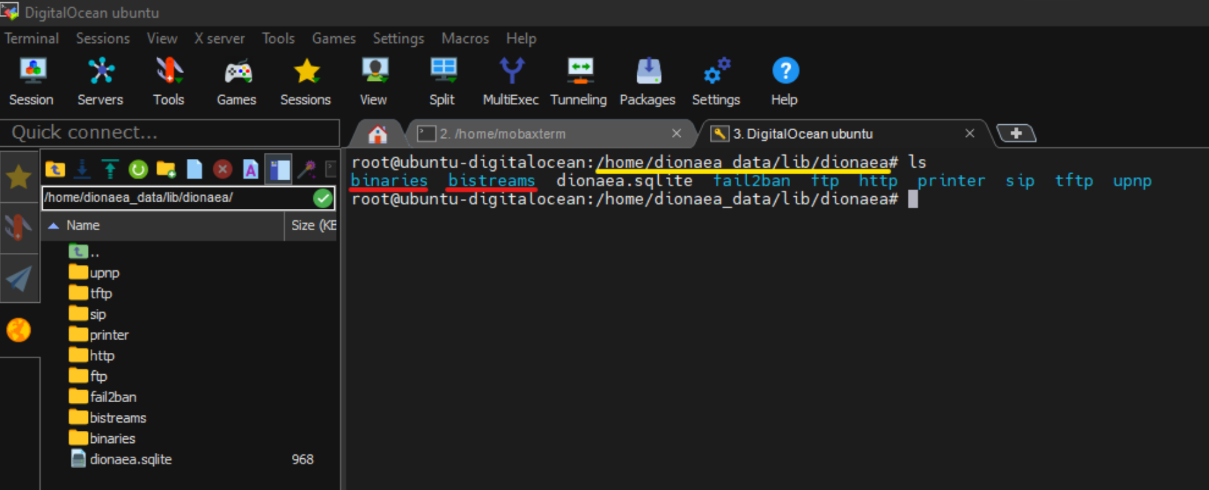 DigitalOcean ubuntu
Terminal Sessions View X server Tools Games Settings Macros Help
Session Servers Tools Games Sessions View Split MultiExec Tunneling Packages Settings Help
Quick connect...
2. /home/mobaxterm
3. DigitalOcean ubuntu
/home/dionaea_data/lib/dionaea/
Name Size (KB
..
upnp
tftp
sip
printer
http
ftp
fail2ban
bistreams
binaries
dionaea.sqlite 968
root@ubuntu-digitalocean:/home/dionaea_data/lib/dionaea# ls
binaries bistreams dionaea.sqlite fail2ban ftp http printer sip tftp upnp
root@ubuntu-digitalocean:/home/dionaea_data/lib/dionaea#